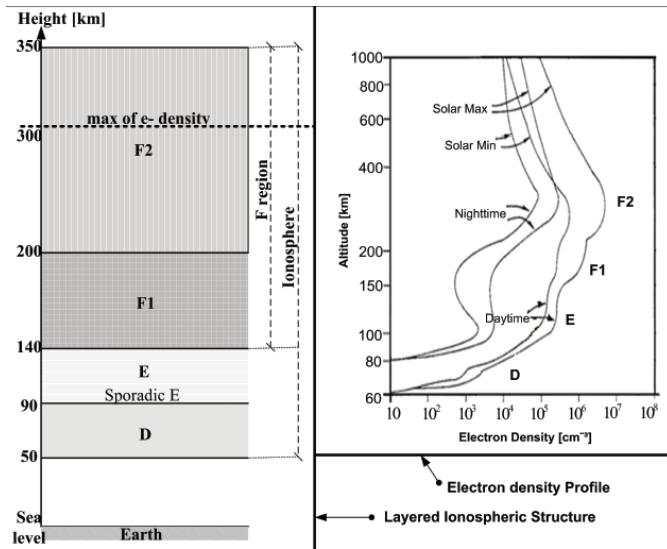 Height [km]
350
max of e- density
300
F2
F region
Ionosphere
200
F1
140
E
Sporadic E
90
D
50
Sea
level
Earth
1000
800
600
400
200
150
100
80
60
Altitude [km]
Solar Max
Solar Min
Nighttime
Daytime
F2
F1
E
D
10 10² 10³ 10⁴ 10⁵ 10⁶ 10⁷ 10⁸
Electron Density [cm⁻³]
Electron density Profile
Layered Ionospheric Structure